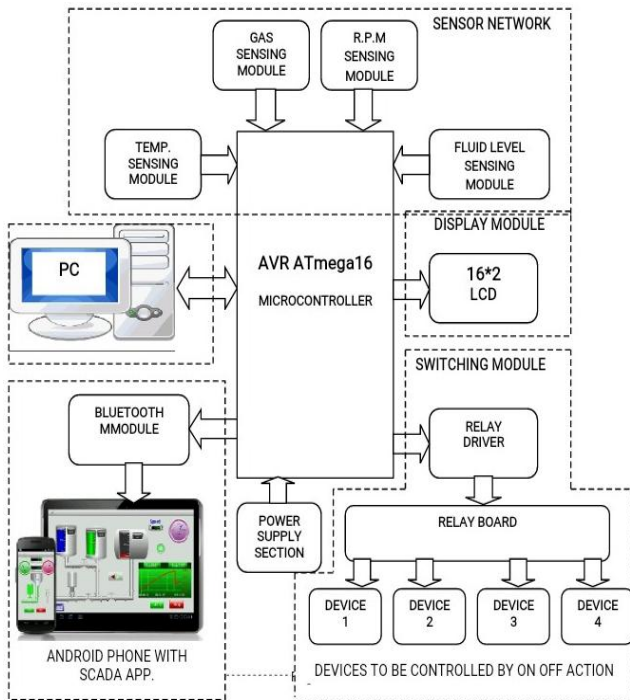 SENSOR NETWORK
GAS
SENSING
MODULE
R.P.M
SENSING
MODULE
TEMP.
SENSING
MODULE
FLUID LEVEL
SENSING
MODULE
DISPLAY MODULE
PC
AVR ATmega16
MICROCONTROLLER
16*2
LCD
SWITCHING MODULE
BLUETOOTH
MMODULE
RELAY
DRIVER
POWER
SUPPLY
SECTION
RELAY BOARD
DEVICE
1
DEVICE
2
DEVICE
3
DEVICE
4
ANDROID PHONE WITH
SCADA APP.
DEVICES TO BE CONTROLLED BY ON OFF ACTION